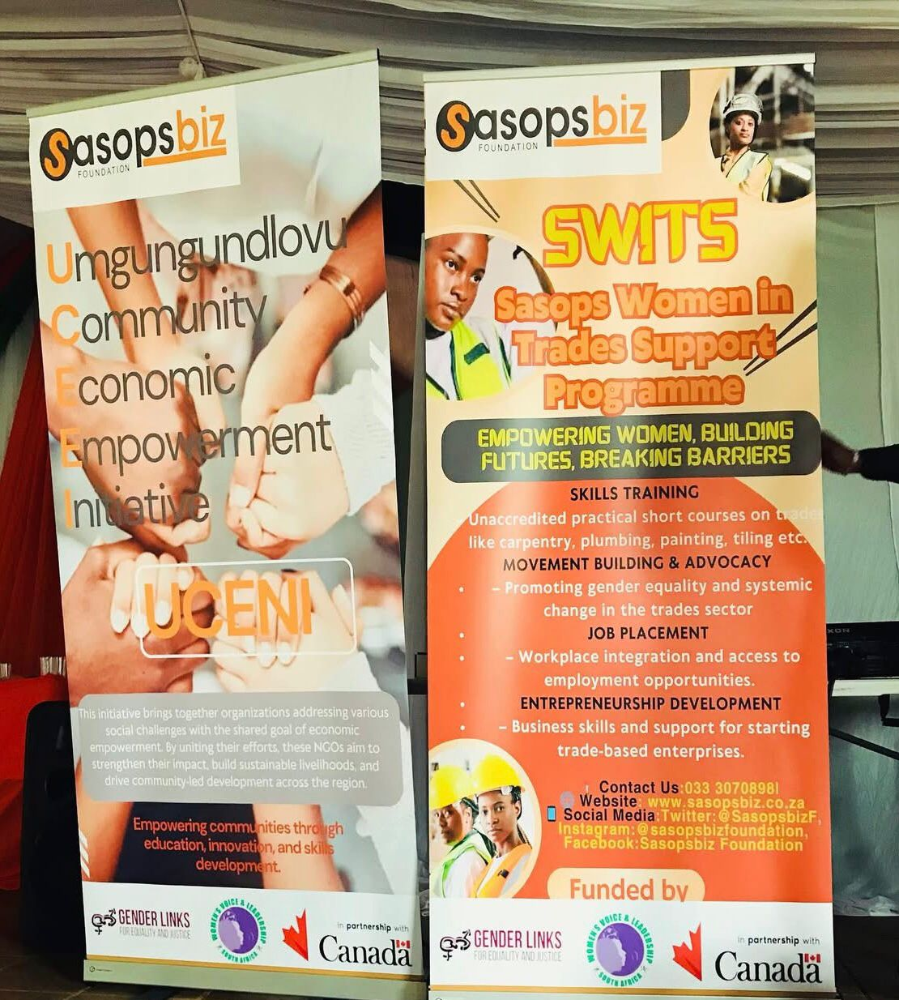 Sasopsbiz
FOUNDATION
Umgungundlovu
Community
Economic
Empowerment
Initiative
UCENI
This initiative brings together organizations addressing various
social challenges with the shared goal of economic
empowerment. By uniting their efforts, these NGOs aim to
strengthen their impact, build sustainable livelihoods, and
drive community-led development across the region.
Empowering communities through
education, innovation, and skills
development.
GENDER LINKS
FOR EQUALITY AND JUSTICE
WOMEN'S VOICE & LEADERSHIP
SOUTH AFRICA
In partnership with
Canada
Sasopsbiz
FOUNDATION
SWITS
Sasops Women in
Trades Support
Programme
EMPOWERING WOMEN, BUILDING
FUTURES, BREAKING BARRIERS
SKILLS TRAINING
- Unaccredited practical short courses on trades
like carpentry, plumbing, painting, tiling etc.
MOVEMENT BUILDING & ADVOCACY
• – Promoting gender equality and systemic
change in the trades sector
• JOB PLACEMENT
• – Workplace integration and access to
employment opportunities.
• ENTREPRENEURSHIP DEVELOPMENT
• – Business skills and support for starting
trade-based enterprises.
Contact Us:033 3070898|
Website: www.sasopsbiz.co.za
Social Media:Twitter:@SasopsbizF,
Instagram:@sasopsbizfoundation,
Facebook:Sasopsbiz Foundation
Funded by
GENDER LINKS
FOR EQUALITY AND JUSTICE
WOMEN'S VOICE & LEADERSHIP
SOUTH AFRICA
In partnership with
Canada